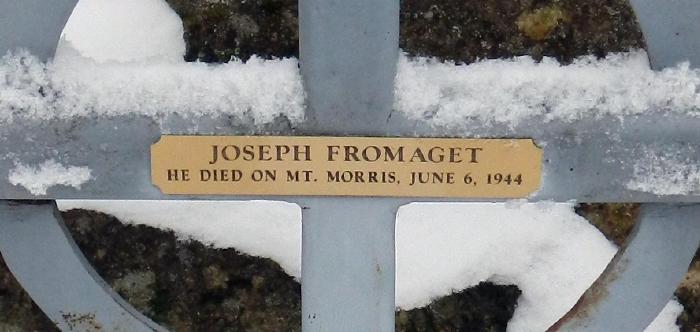 JOSEPH FROMAGET
HE DIED ON MT. MORRIS, JUNE 6, 1944